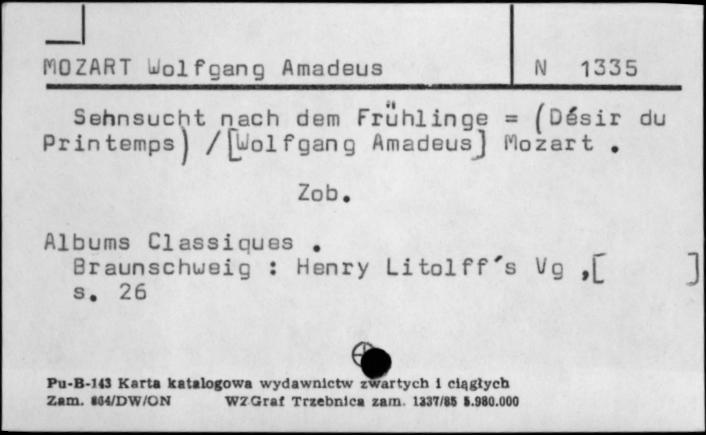 MOZART Wolfgang Amadeus N 1335
Sehnsucht nach dem Frühlinge = (Désir du
Printemps) /[Wolfgang Amadeus] Mozart .
Zob.
Albums Classiques .
Braunschweig : Henry Litolff´s Vg ,[ ]
s. 26
Pu-B-143 Karta katalogowa wydawnictw zwartych i ciągłych
Zam. 864/DW/ON WZGraf Trzebnica zam. 1337/85 5.980.000